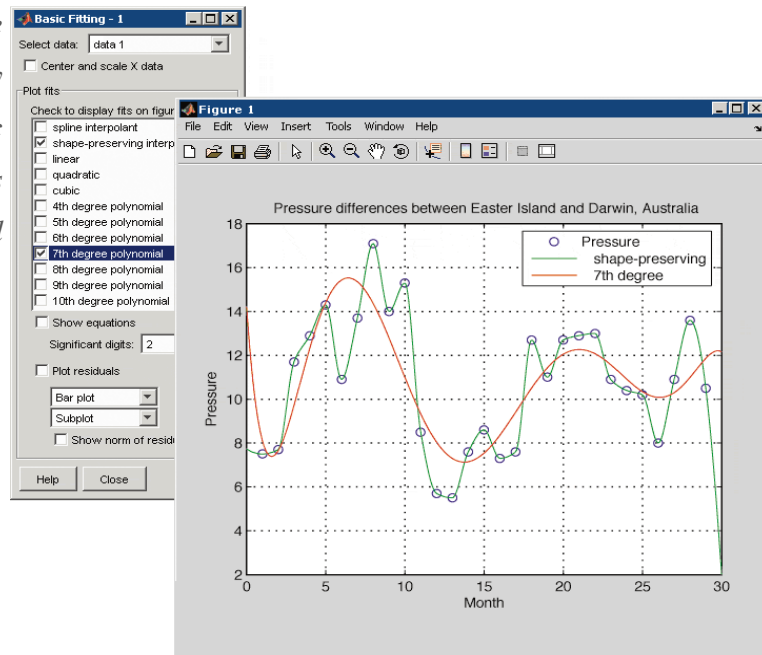 Basic Fitting - 1
Select data: data 1
Center and scale X data
Plot fits
Check to display fits on figur
spline interpolant
shape-preserving interp
linear
quadratic
cubic
4th degree polynomial
5th degree polynomial
6th degree polynomial
7th degree polynomial
8th degree polynomial
9th degree polynomial
10th degree polynomial
Show equations
Significant digits: 2
Plot residuals
Bar plot
Subplot
Show norm of residu
Help Close
Figure 1
File Edit View Insert Tools Window Help
Pressure differences between Easter Island and Darwin, Australia
Pressure
shape-preserving
7th degree
18
16
14
12
10
8
6
4
2
Pressure
0 5 10 15 20 25 30
Month